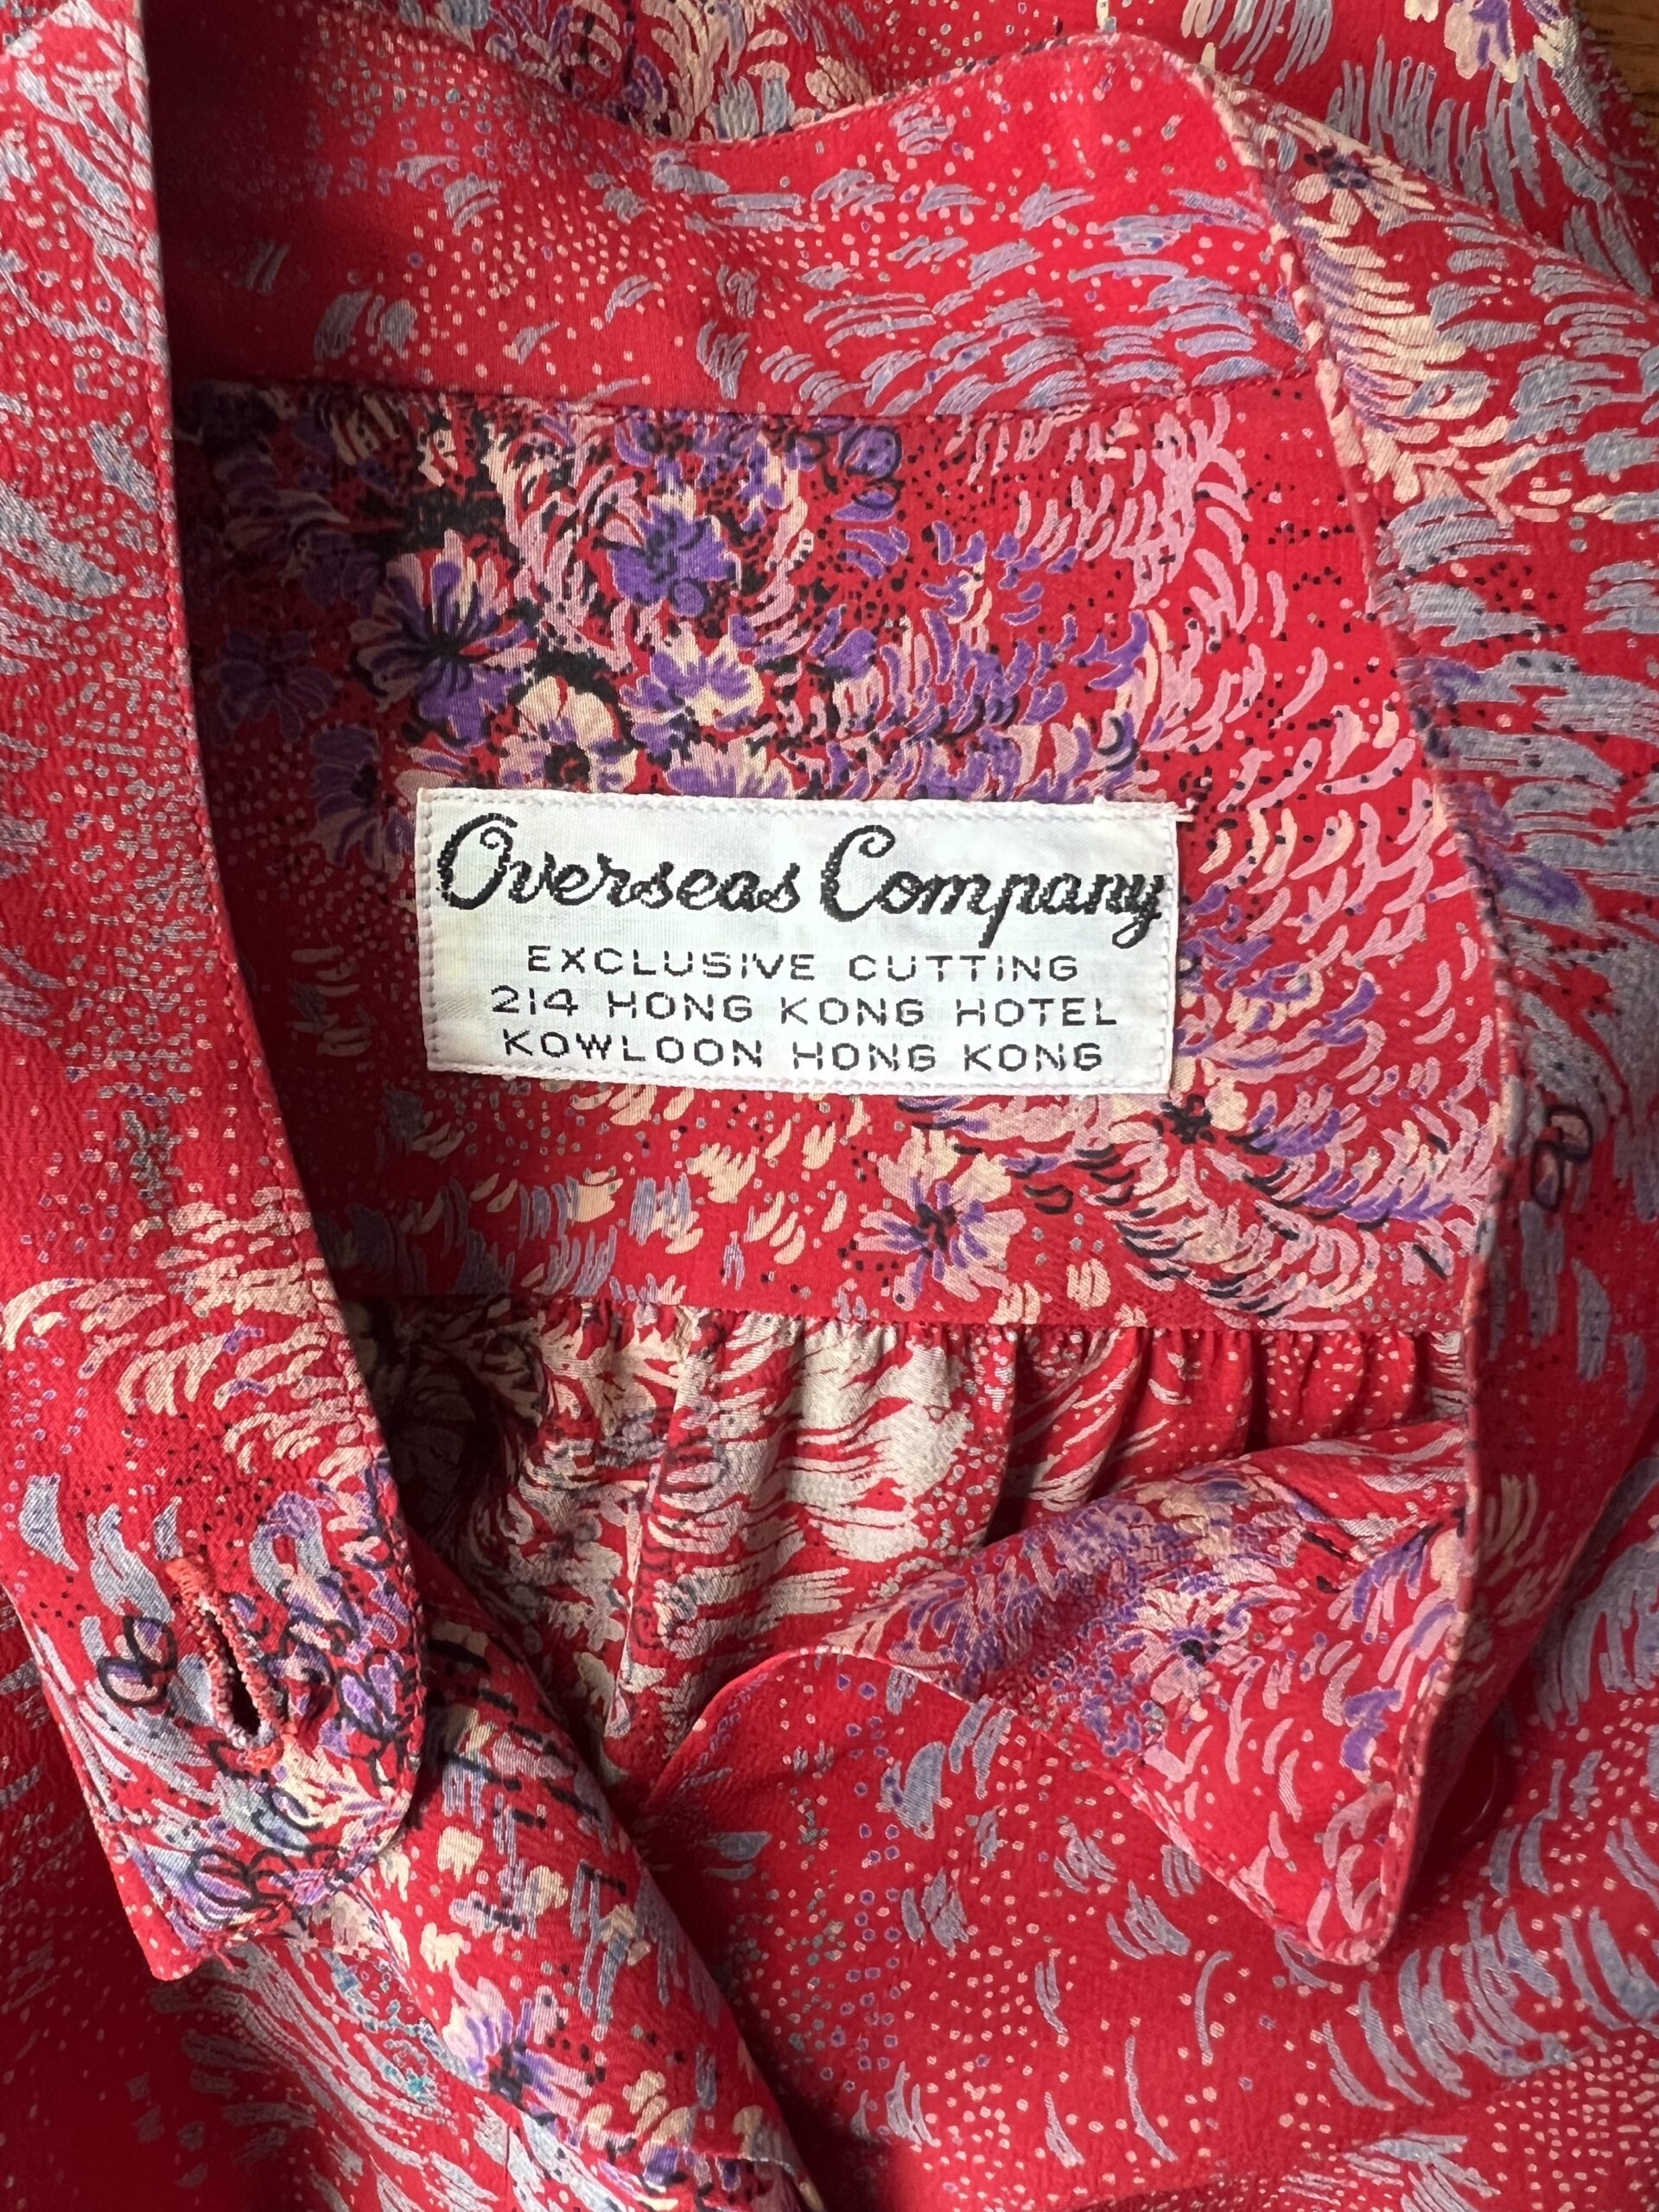 Overseas Company
EXCLUSIVE CUTTING
214 HONG KONG HOTEL
KOWLOON HONG KONG